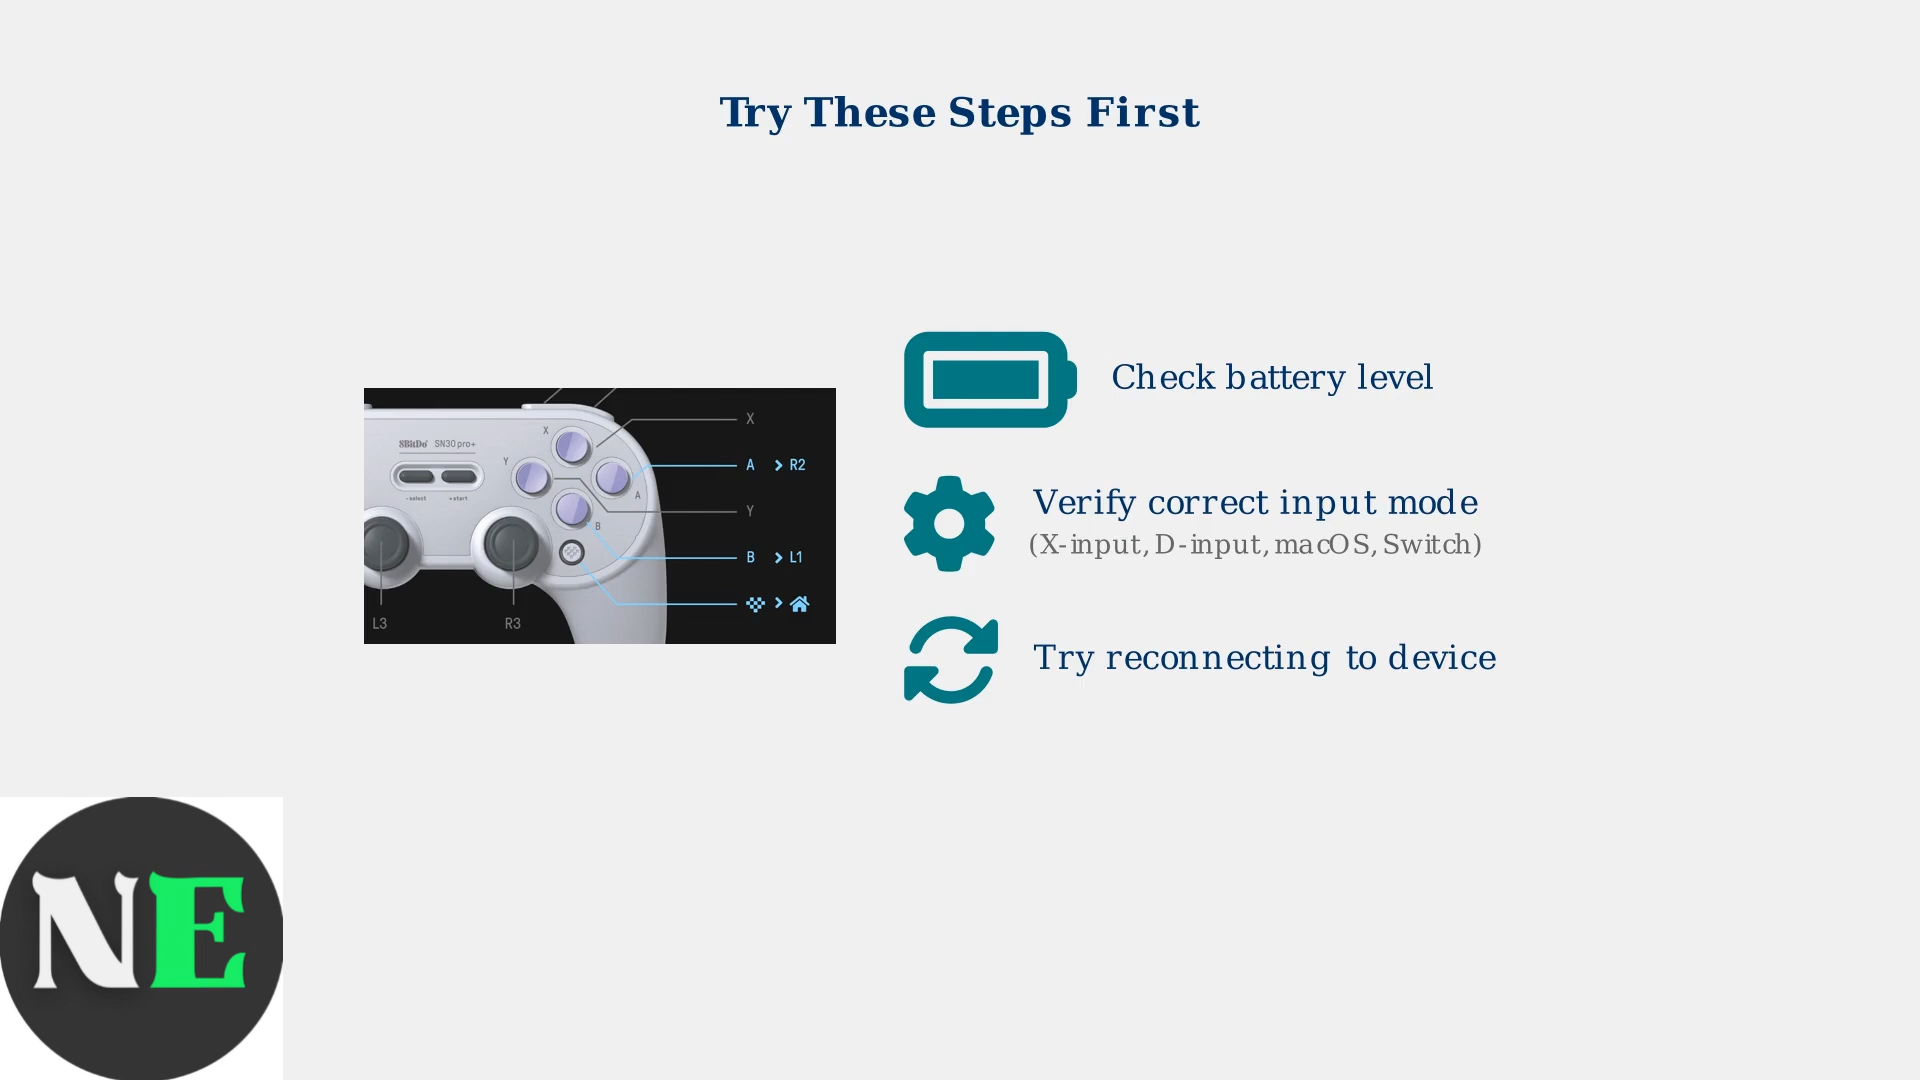 Try These Steps First
8BitDo SN30 pro+
- select + start
X
Y
A
B
X
A > R2
Y
B > L1
L3
R3
Check battery level
Verify correct input mode
(X-input, D-input, macOS, Switch)
Try reconnecting to device
NE